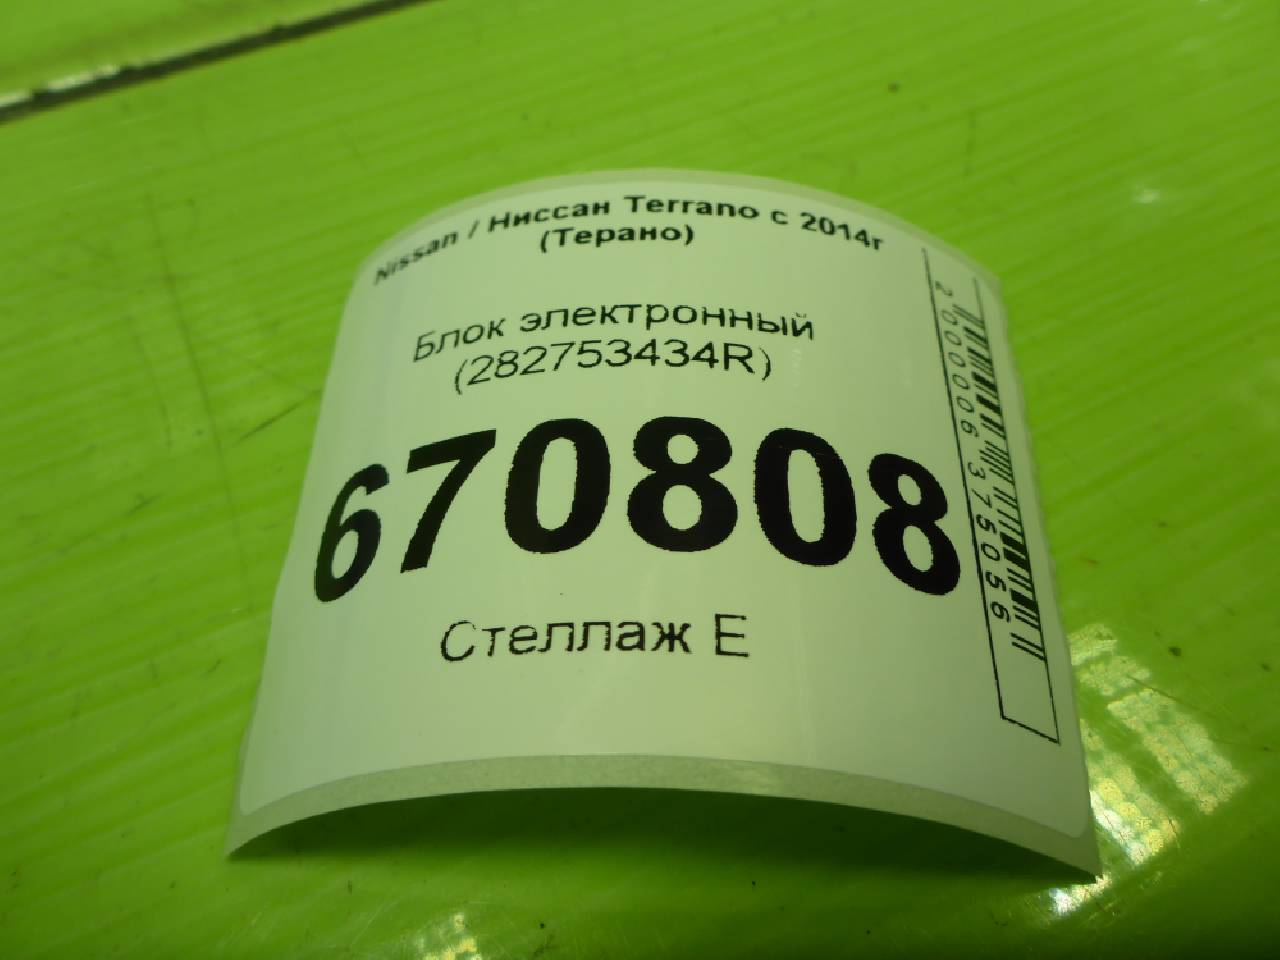 Nissan / Ниссан Terrano с 2014г
(Терано)
Блок электронный
(282753434R)
670808
Стеллаж Е
2000006375056